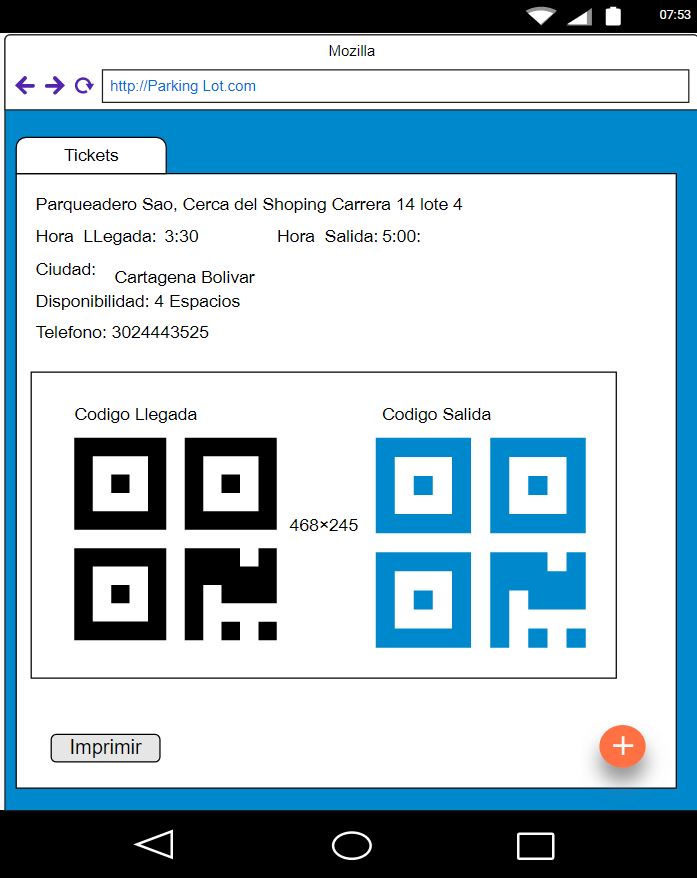 07:53
Mozilla
http://Parking Lot.com
Tickets
Parqueadero Sao, Cerca del Shoping Carrera 14 lote 4
Hora LLegada: 3:30 Hora Salida: 5:00:
Ciudad: Cartagena Bolivar
Disponibilidad: 4 Espacios
Telefono: 3024443525
Codigo Llegada Codigo Salida
468×245
Imprimir